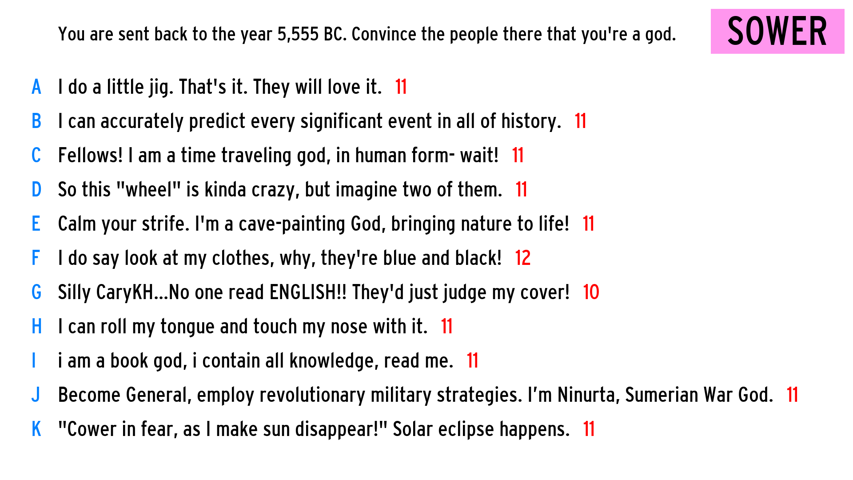 You are sent back to the year 5,555 BC. Convince the people there that you're a god.
SOWER
A I do a little jig. That's it. They will love it. 11
B I can accurately predict every significant event in all of history. 11
C Fellows! I am a time traveling god, in human form- wait! 11
D So this "wheel" is kinda crazy, but imagine two of them. 11
E Calm your strife. I'm a cave-painting God, bringing nature to life! 11
F I do say look at my clothes, why, they're blue and black! 12
G Silly CaryKH...No one read ENGLISH!! They'd just judge my cover! 10
H I can roll my tongue and touch my nose with it. 11
I i am a book god, i contain all knowledge, read me. 11
J Become General, employ revolutionary military strategies. I’m Ninurta, Sumerian War God. 11
K "Cower in fear, as I make sun disappear!" Solar eclipse happens. 11